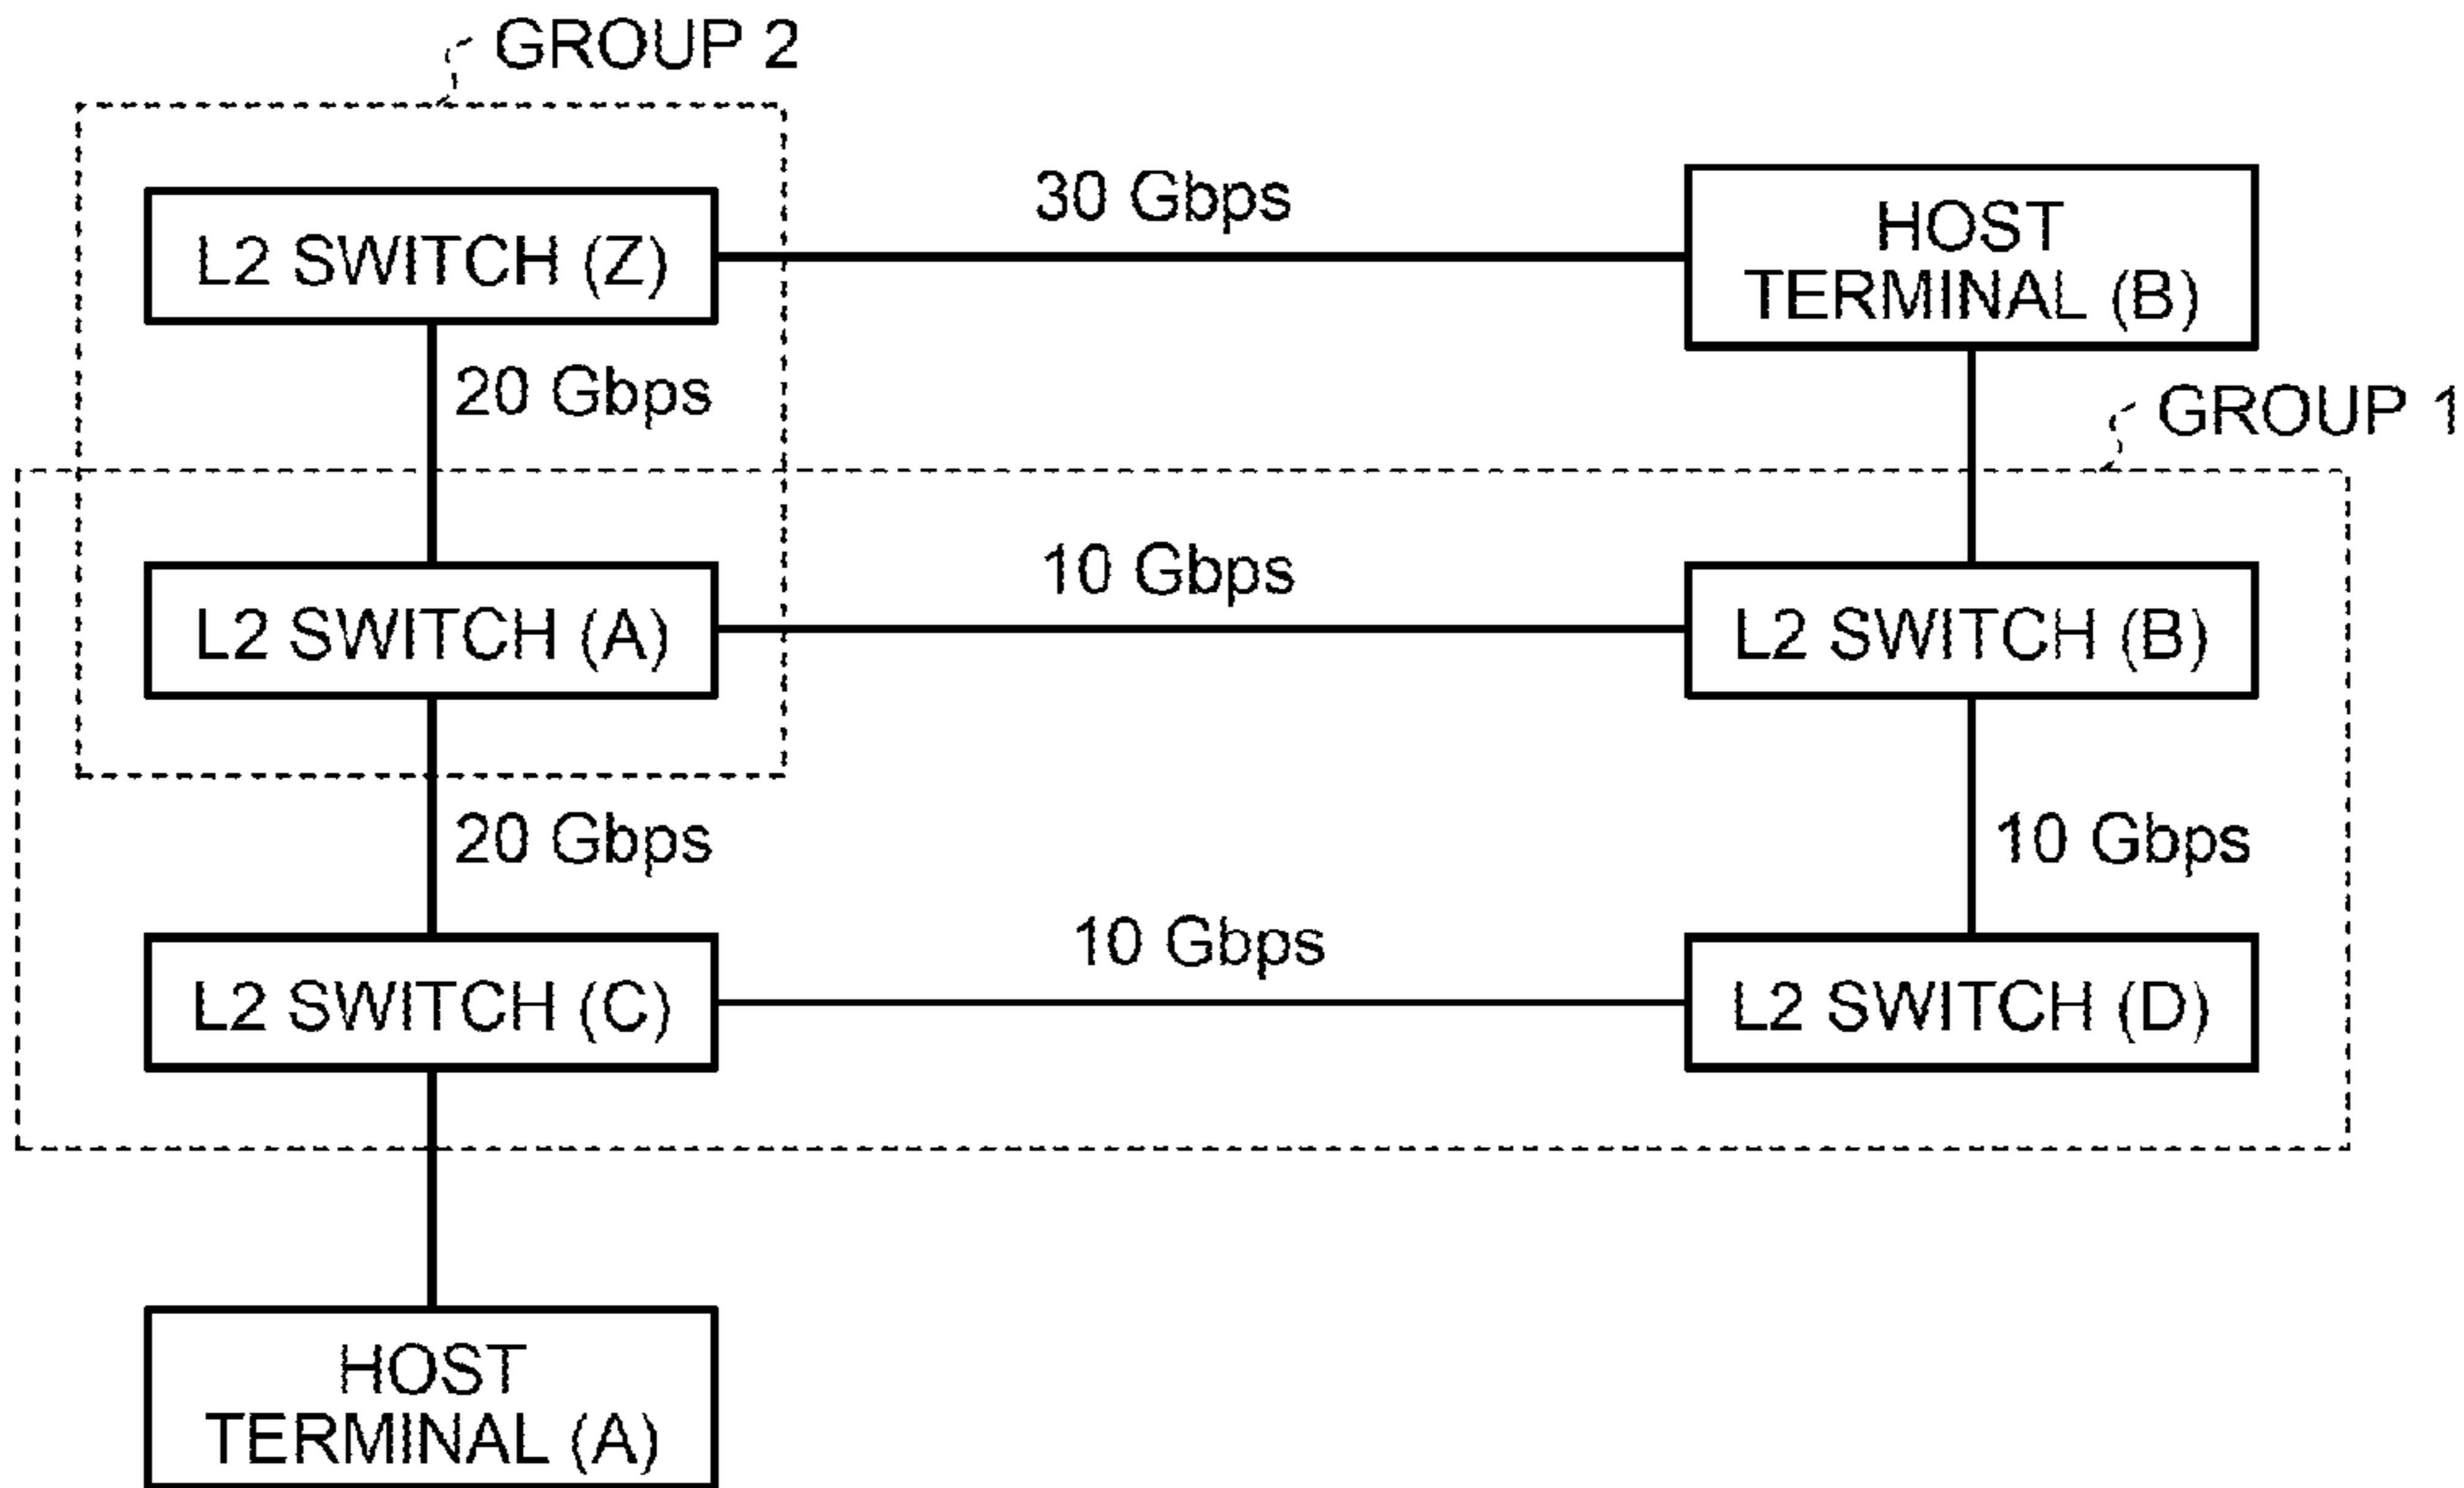 GROUP 2
30 Gbps
L2 SWITCH (Z)
HOST
TERMINAL (B)
20 Gbps
GROUP 1
10 Gbps
L2 SWITCH (A)
L2 SWITCH (B)
20 Gbps
10 Gbps
10 Gbps
L2 SWITCH (C)
L2 SWITCH (D)
HOST
TERMINAL (A)